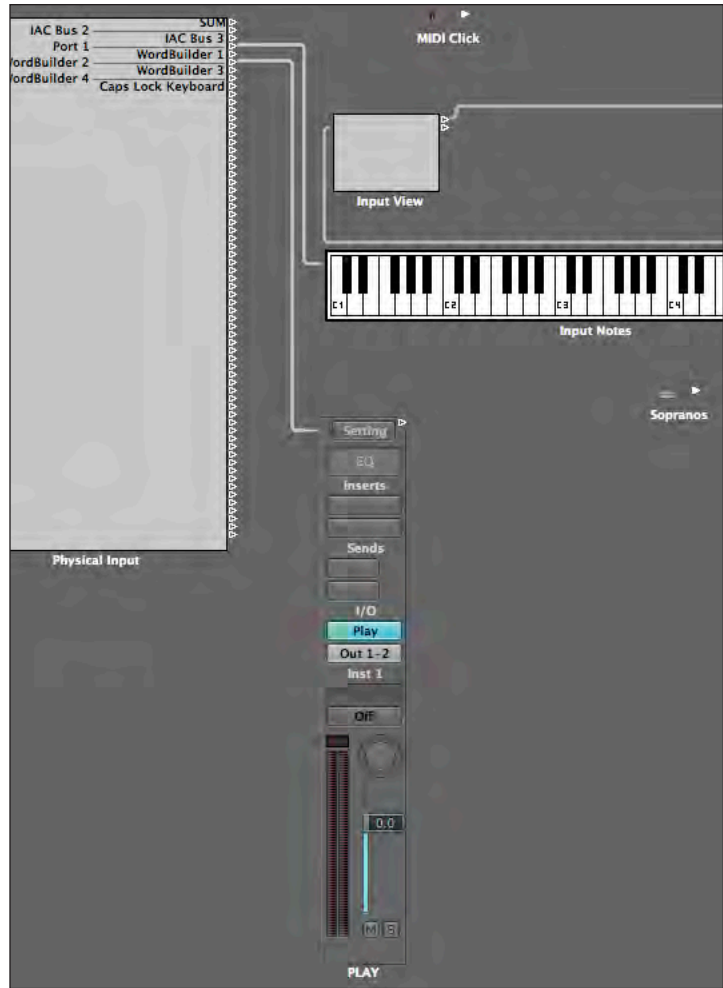 SUM
IAC Bus 2
IAC Bus 3
Port 1
WordBuilder 1
ordBuilder 2
WordBuilder 3
ordBuilder 4
Caps Lock Keyboard
MIDI Click
Input View
C1 C2 C3 C4
Input Notes
Sopranos
Physical Input
Setting
EQ
Inserts
Sends
I/O
Play
Out 1-2
Inst 1
Off
0.0
M S
PLAY